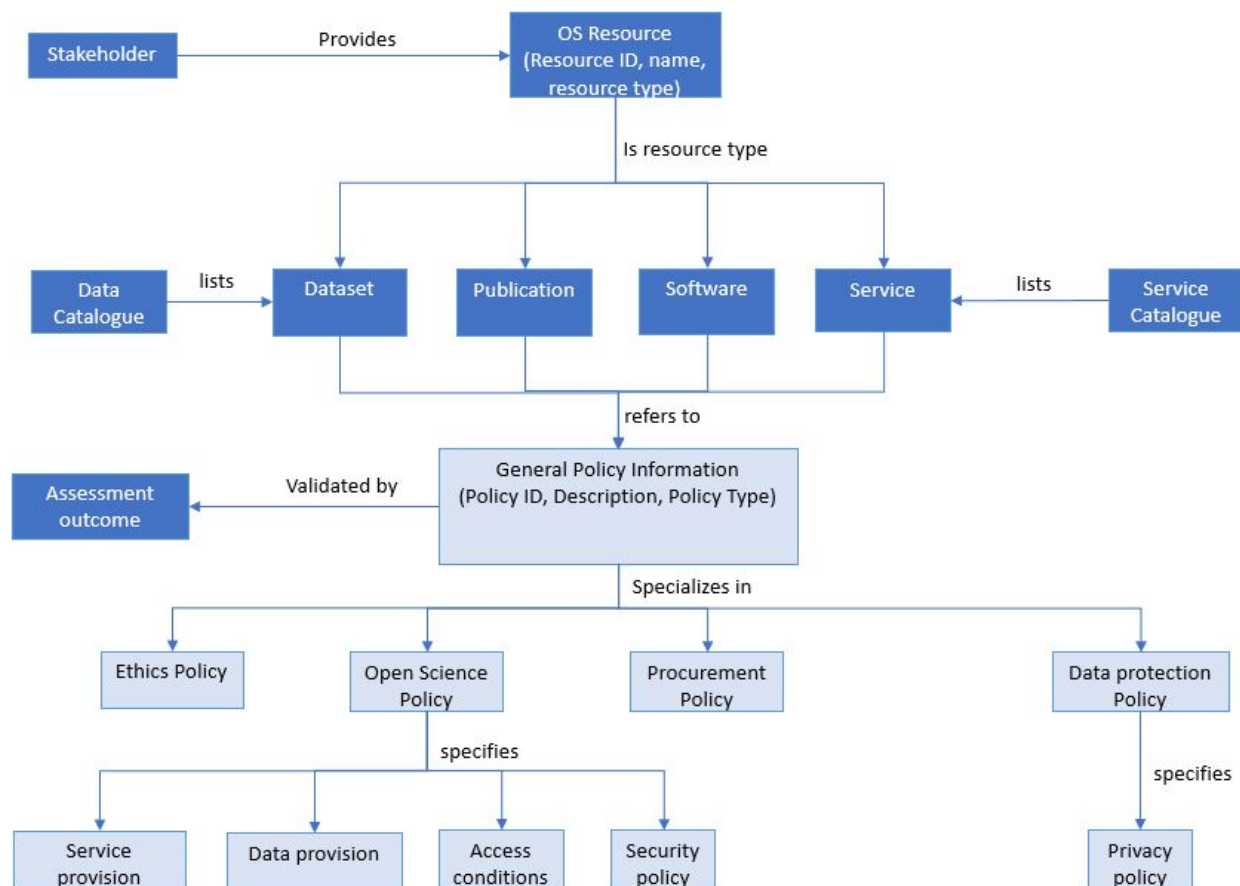 Stakeholder
Provides
OS Resource
(Resource ID, name,
resource type)
Is resource type
Data
Catalogue
lists
Dataset
Publication
Software
Service
lists
Service
Catalogue
refers to
General Policy Information
(Policy ID, Description, Policy Type)
Validated by
Assessment
outcome
Specializes in
Ethics Policy
Open Science
Policy
Procurement
Policy
Data protection
Policy
specifies
specifies
Service
provision
Data provision
Access
conditions
Security
policy
Privacy
policy